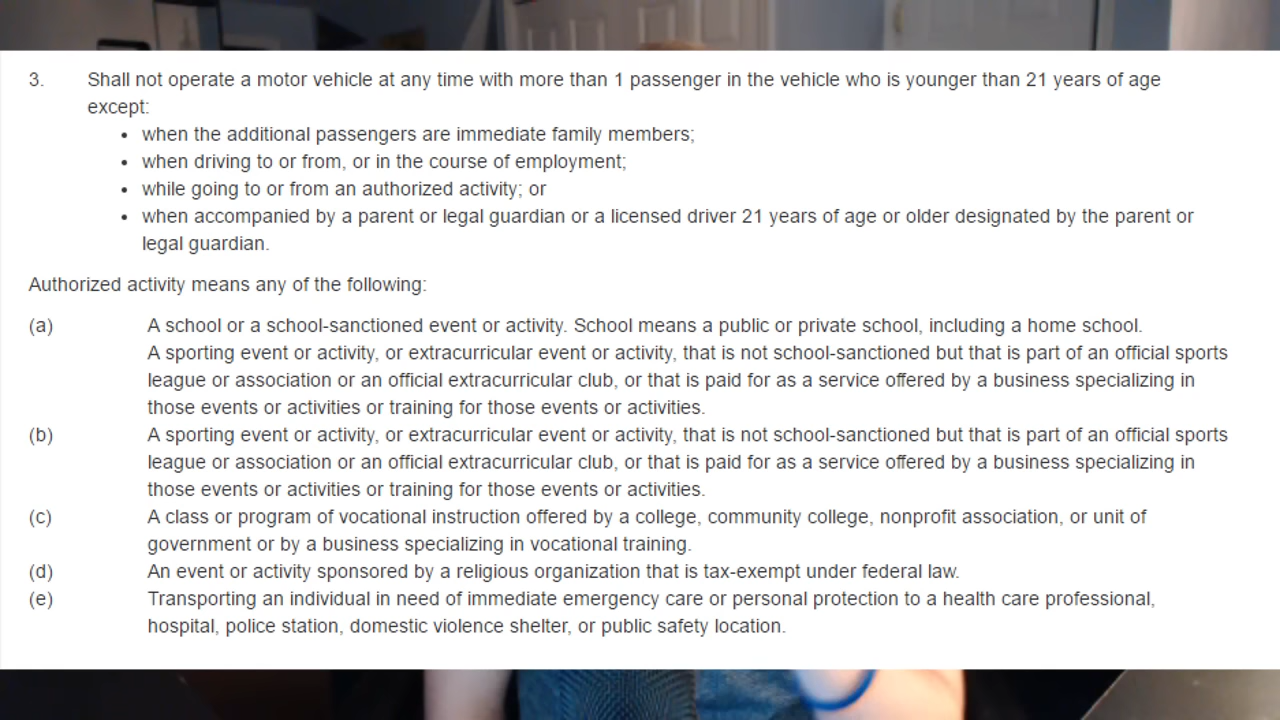 3. Shall not operate a motor vehicle at any time with more than 1 passenger in the vehicle who is younger than 21 years of age
except:
• when the additional passengers are immediate family members;
• when driving to or from, or in the course of employment;
• while going to or from an authorized activity; or
• when accompanied by a parent or legal guardian or a licensed driver 21 years of age or older designated by the parent or
legal guardian.
Authorized activity means any of the following:
(a) A school or a school-sanctioned event or activity. School means a public or private school, including a home school.
A sporting event or activity, or extracurricular event or activity, that is not school-sanctioned but that is part of an official sports
league or association or an official extracurricular club, or that is paid for as a service offered by a business specializing in
those events or activities or training for those events or activities.
(b) A sporting event or activity, or extracurricular event or activity, that is not school-sanctioned but that is part of an official sports
league or association or an official extracurricular club, or that is paid for as a service offered by a business specializing in
those events or activities or training for those events or activities.
(c) A class or program of vocational instruction offered by a college, community college, nonprofit association, or unit of
government or by a business specializing in vocational training.
(d) An event or activity sponsored by a religious organization that is tax-exempt under federal law.
(e) Transporting an individual in need of immediate emergency care or personal protection to a health care professional,
hospital, police station, domestic violence shelter, or public safety location.